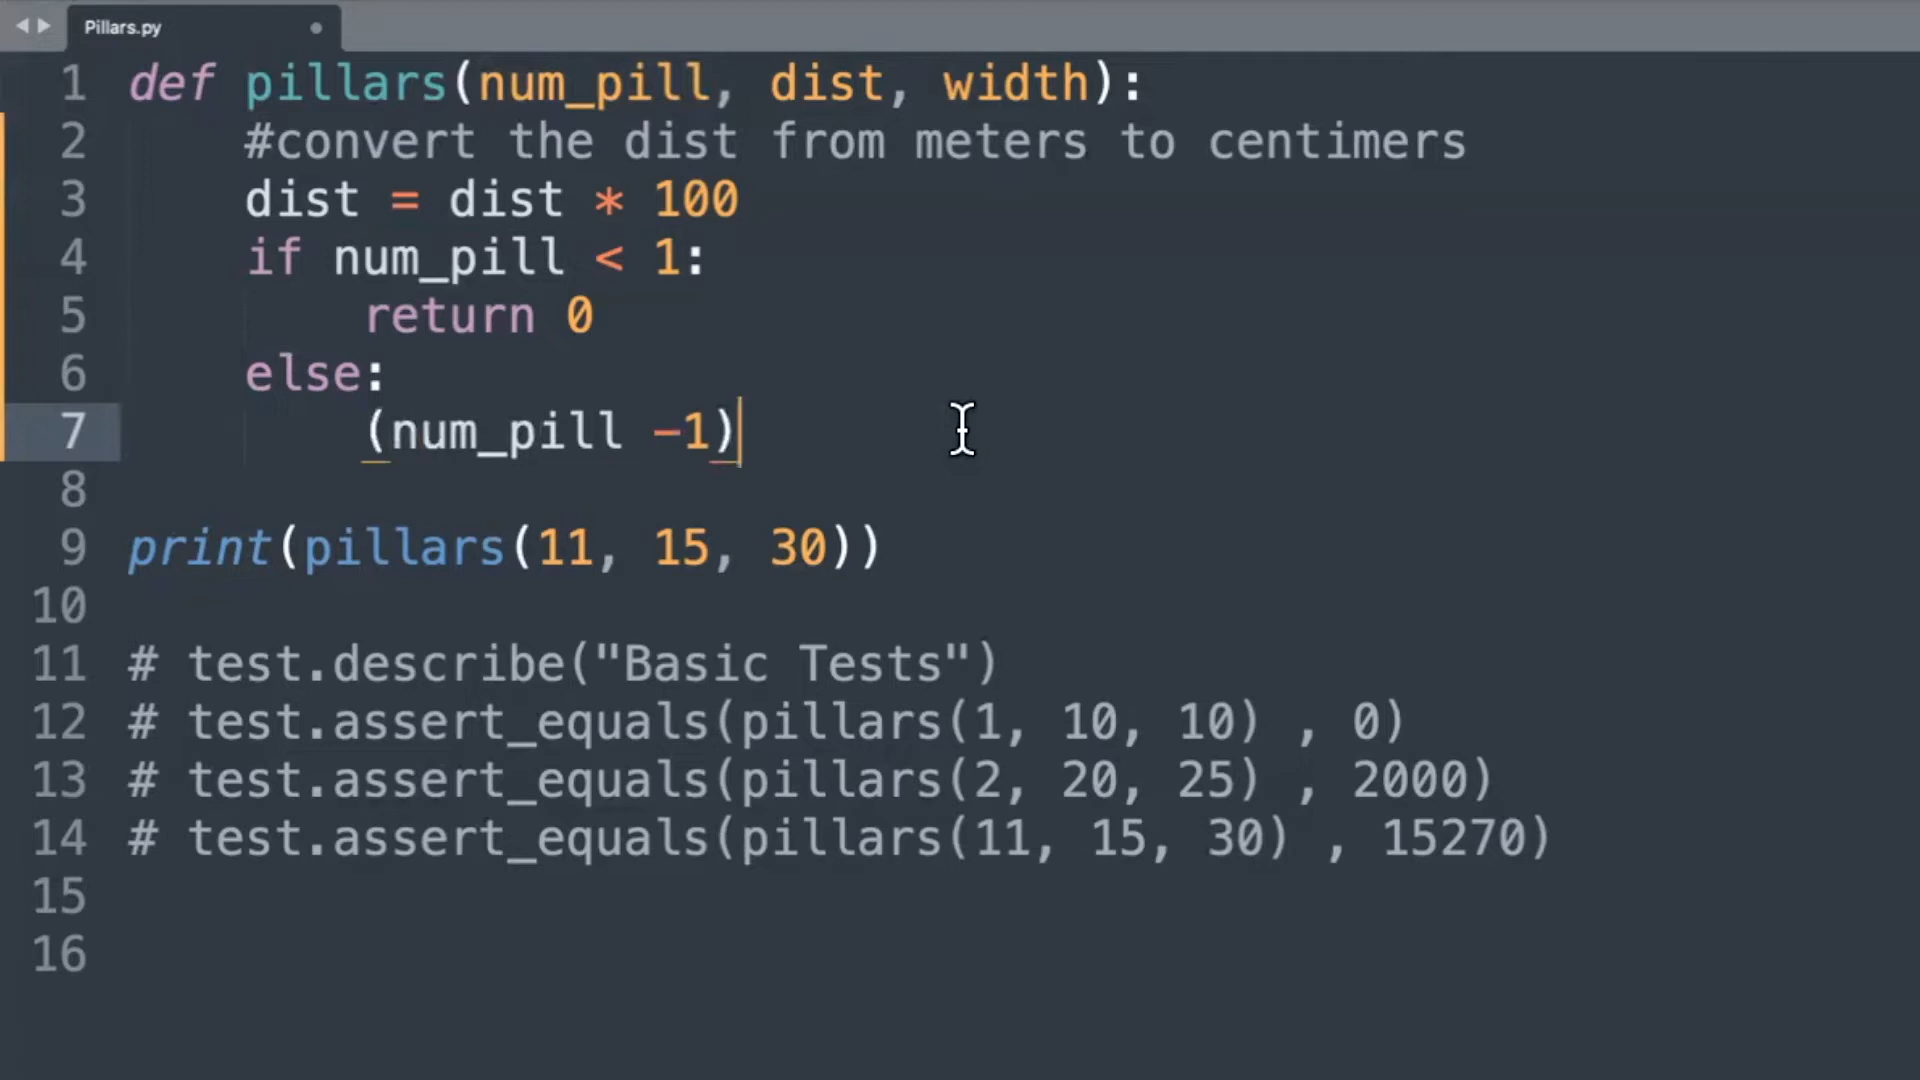 Pillars.py
1 def pillars(num_pill, dist, width):
2 #convert the dist from meters to centimers
3 dist = dist * 100
4 if num_pill < 1:
5 return 0
6 else:
7 (num_pill -1)
8
9 print(pillars(11, 15, 30))
10
11 # test.describe("Basic Tests")
12 # test.assert_equals(pillars(1, 10, 10) , 0)
13 # test.assert_equals(pillars(2, 20, 25) , 2000)
14 # test.assert_equals(pillars(11, 15, 30) , 15270)
15
16